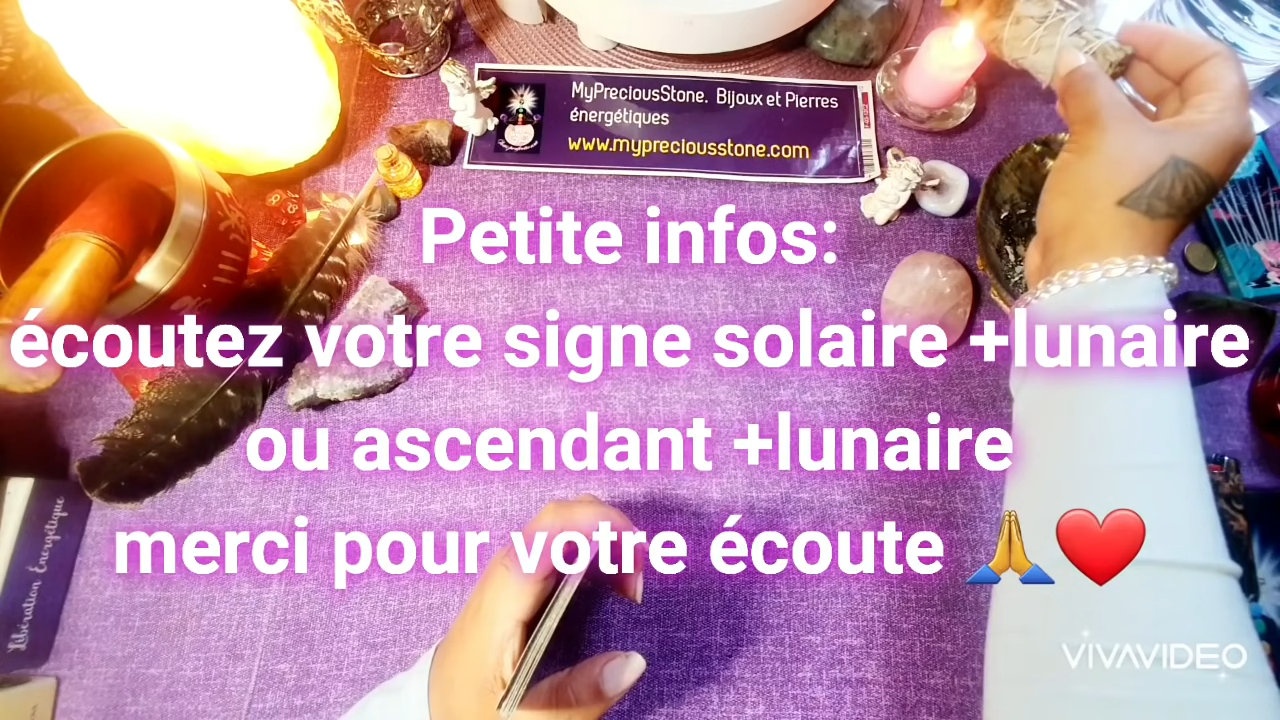 MyPreciousStone. Bijoux et Pierres
énergétiques
www.mypreciousstone.com
Petite infos:
écoutez votre signe solaire +lunaire
ou ascendant +lunaire
merci pour votre écoute 🙏❤️
Libération Énergétique
VIVAVIDEO